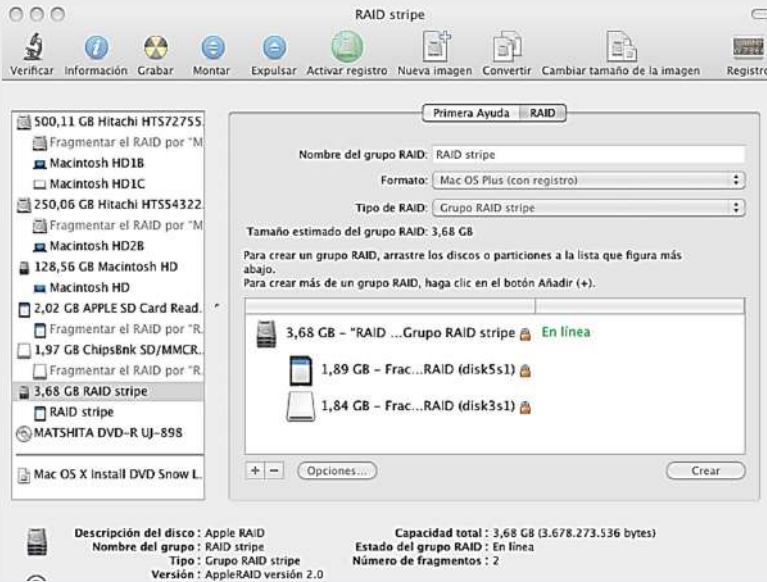 RAID stripe
Verificar Información Grabar Montar Expulsar Activar registro Nueva imagen Convertir Cambiar tamaño de la imagen Registro
500,11 GB Hitachi HTS72755.
Fragmentar el RAID por "M
Macintosh HD1B
Macintosh HD1C
250,06 GB Hitachi HTS54322.
Fragmentar el RAID por "M
Macintosh HD2B
128,56 GB Macintosh HD
Macintosh HD
2,02 GB APPLE SD Card Read.
Fragmentar el RAID por "R.
1,97 GB ChipsBnk SD/MMCR..
Fragmentar el RAID por "R.
3,68 GB RAID stripe
RAID stripe
MATSHITA DVD-R UJ-898
Mac OS X Install DVD Snow L.
Primera Ayuda RAID
Nombre del grupo RAID: RAID stripe
Formato: Mac OS Plus (con registro)
Tipo de RAID: Grupo RAID stripe
Tamaño estimado del grupo RAID: 3,68 GB
Para crear un grupo RAID, arrastre los discos o particiones a la lista que figura más
abajo.
Para crear más de un grupo RAID, haga clic en el botón Añadir (+).
3,68 GB – "RAID ...Grupo RAID stripe En línea
1,89 GB – Frac...RAID (disk5s1)
1,84 GB – Frac...RAID (disk3s1)
+ − Opciones... Crear
Descripción del disco : Apple RAID
Nombre del grupo : RAID stripe
Tipo : Grupo RAID stripe
Versión : AppleRAID versión 2.0
Capacidad total : 3,68 GB (3.678.273.536 bytes)
Estado del grupo RAID : En línea
Número de fragmentos : 2